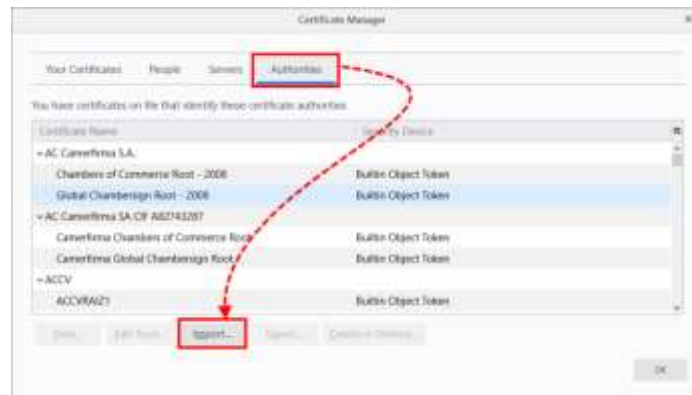 Certificate Manager
Your Certificates People Servers Authorities
You have certificates on file that identify these certificate authorities
Certificate Name Security Device
AC Camerfirma S.A.
Chambers of Commerce Root - 2008 Builtin Object Token
Global Chambersign Root - 2008 Builtin Object Token
AC Camerfirma SA CIF A82743287
Camerfirma Chambers of Commerce Root Builtin Object Token
Camerfirma Global Chambersign Root Builtin Object Token
ACCV
ACCVRAIZ1 Builtin Object Token
View... Edit Trust... Import... Export... Delete or Distrust...
OK